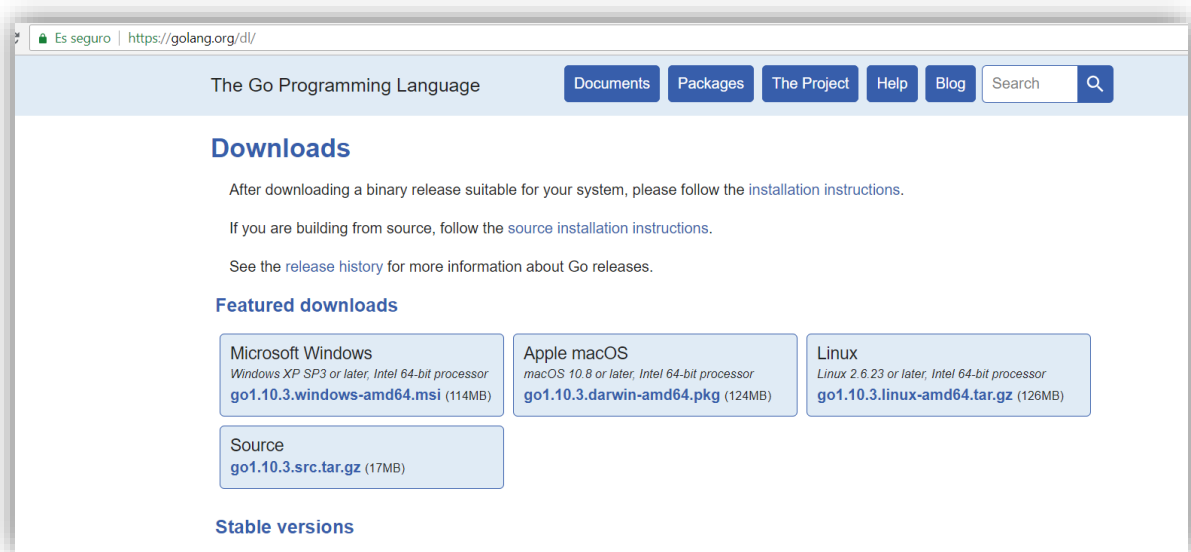 Es seguro | https://golang.org/dl/
The Go Programming Language
Documents Packages The Project Help Blog Search
Downloads
After downloading a binary release suitable for your system, please follow the installation instructions.
If you are building from source, follow the source installation instructions.
See the release history for more information about Go releases.
Featured downloads
Microsoft Windows
Windows XP SP3 or later, Intel 64-bit processor
go1.10.3.windows-amd64.msi (114MB)
Apple macOS
macOS 10.8 or later, Intel 64-bit processor
go1.10.3.darwin-amd64.pkg (124MB)
Linux
Linux 2.6.23 or later, Intel 64-bit processor
go1.10.3.linux-amd64.tar.gz (126MB)
Source
go1.10.3.src.tar.gz (17MB)
Stable versions